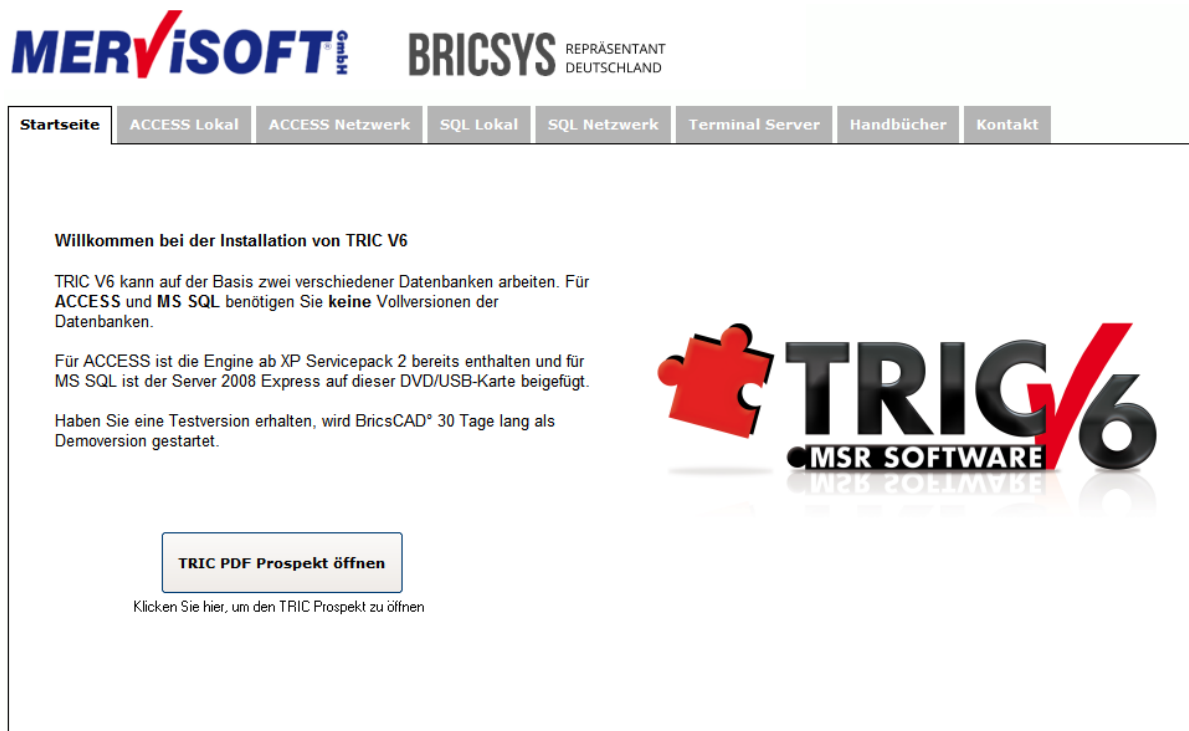 MERViSOFT® GmbH
BRICSYS REPRÄSENTANT
DEUTSCHLAND
Startseite ACCESS Lokal ACCESS Netzwerk SQL Lokal SQL Netzwerk Terminal Server Handbücher Kontakt
Willkommen bei der Installation von TRIC V6
TRIC V6 kann auf der Basis zwei verschiedener Datenbanken arbeiten. Für
ACCESS und MS SQL benötigen Sie keine Vollversionen der
Datenbanken.
Für ACCESS ist die Engine ab XP Servicepack 2 bereits enthalten und für
MS SQL ist der Server 2008 Express auf dieser DVD/USB-Karte beigefügt.
Haben Sie eine Testversion erhalten, wird BricsCAD° 30 Tage lang als
Demoversion gestartet.
TRIC V6
MSR SOFTWARE
TRIC PDF Prospekt öffnen
Klicken Sie hier, um den TRIC Prospekt zu öffnen